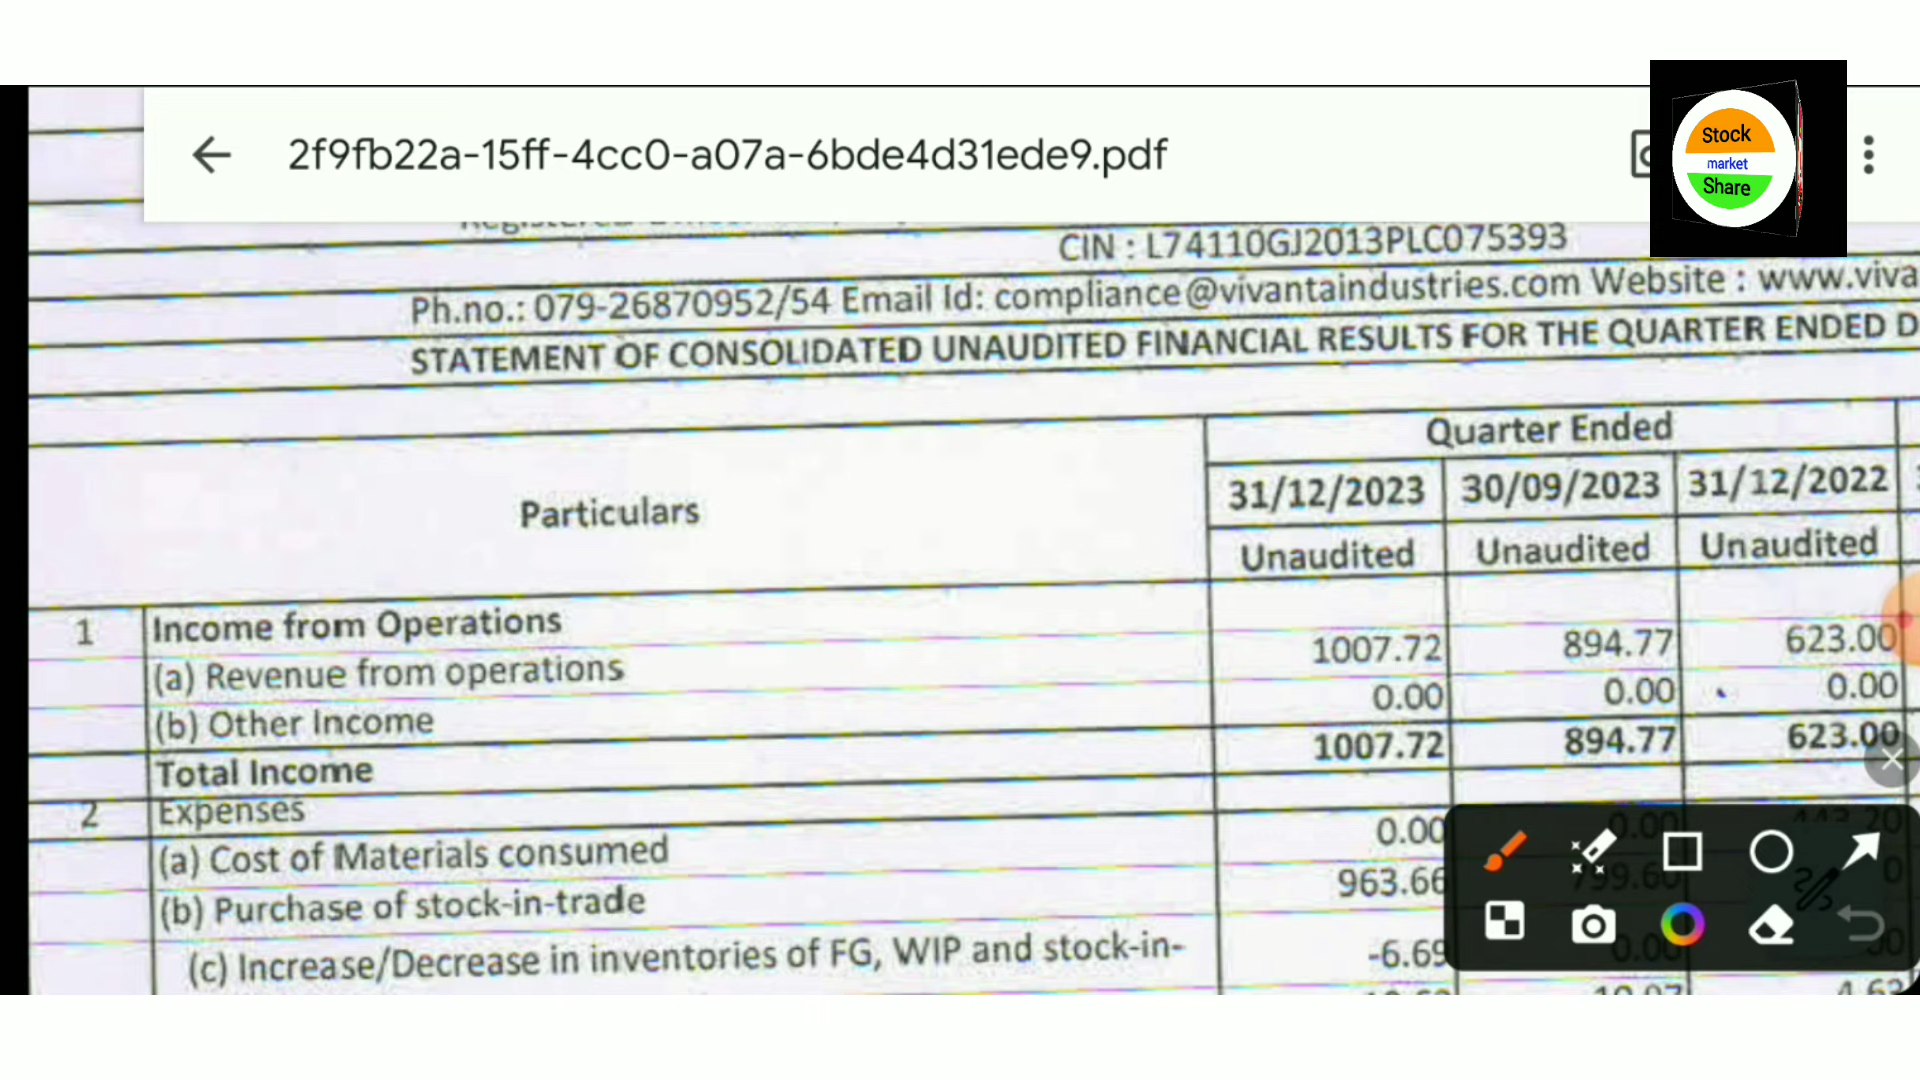 2f9fb22a-15ff-4cc0-a07a-6bde4d31ede9.pdf
Stock
market
Share
CIN : L74110GJ2013PLC075393
Ph.no.: 079-26870952/54 Email Id: compliance@vivantaindustries.com Website : www.viva
STATEMENT OF CONSOLIDATED UNAUDITED FINANCIAL RESULTS FOR THE QUARTER ENDED D
Particulars
Quarter Ended
31/12/2023 30/09/2023 31/12/2022
Unaudited Unaudited Unaudited
1 Income from Operations
(a) Revenue from operations 1007.72 894.77 623.00
(b) Other Income 0.00 0.00 0.00
Total Income 1007.72 894.77 623.00
2 Expenses
(a) Cost of Materials consumed 0.00 0.00
(b) Purchase of stock-in-trade 963.66
(c) Increase/Decrease in inventories of FG, WIP and stock-in- -6.69 0.00